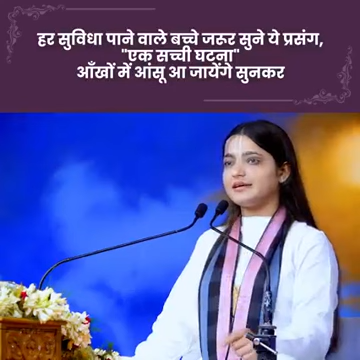 हर सुविधा पाने वाले बच्चे जरूर सुने ये प्रसंग,
"एक सच्ची घटना"
आँखों में आंसू आ जायेंगे सुनकर